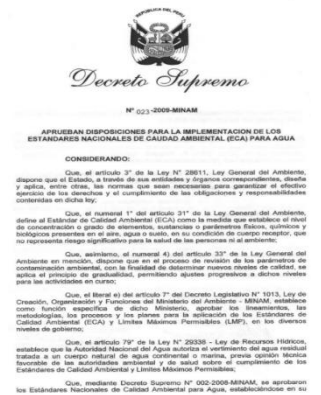 REPUBLICA DEL PERU
Decreto Supremo
N° 023-2009-MINAM
APRUEBAN DISPOSICIONES PARA LA IMPLEMENTACION DE LOS
ESTANDARES NACIONALES DE CAUDAD AMBIENTAL (ECA) PARA AGUA
CONSIDERANDO:
Que, el artículo 3° de la Ley N° 28611, Ley General del Ambiente,
dispone que el Estado, a través de sus entidades y órganos correspondientes, diseña
y aplica, entre otras, las normas que sean necesarias para garantizar el efectivo
ejercicio de los derechos y el cumplimiento de las obligaciones y responsabilidades
contenidas en dicha ley;
Que, el numeral 1° del artículo 31° de la Ley General del Ambiente,
define al Estándar de Calidad Ambiental (ECA) como la medida que establece el nivel
de concentración o grado de elementos, sustancias o parámetros físicos, químicos y
biológicos presentes en el aire, agua o suelo, en su condición de cuerpo receptor, que
no representa riesgo significativo para la salud de las personas ni al ambiente;
Que, asimismo, el numeral 4) del artículo 33° de la Ley General del
Ambiente en mención, dispone que en el proceso de revisión de los parámetros de
contaminación ambiental, con la finalidad de determinar nuevos niveles de calidad, se
aplica el principio de gradualidad, permitiendo ajustes progresivos a dichos niveles
para las actividades en curso;
Que, el literal e) del artículo 7° del Decreto Legislativo N° 1013, Ley de
Creación, Organización y Funciones del Ministerio del Ambiente - MINAM, establece
como función específica de dicho Ministerio, aprobar los lineamientos, las
metodologías, los procesos y los planes para la aplicación de los Estándares de
Calidad Ambiental (ECA) y Límites Máximos Permisibles (LMP), en los diversos
niveles de gobierno;
Que, el artículo 79° de la Ley N° 29338 - Ley de Recursos Hídricos,
establece que la Autoridad Nacional del Agua autoriza el vertimiento del agua residual
tratada a un cuerpo natural de agua continental o marina, previa opinión técnica
favorable de las autoridades ambiental y de salud sobre el cumplimiento de los
Estándares de Calidad Ambiental y Límites Máximos Permisibles;
Que, mediante Decreto Supremo N° 002-2008-MINAM, se aprobaron
los Estándares Nacionales de Calidad Ambiental para Agua, estableciéndose en su